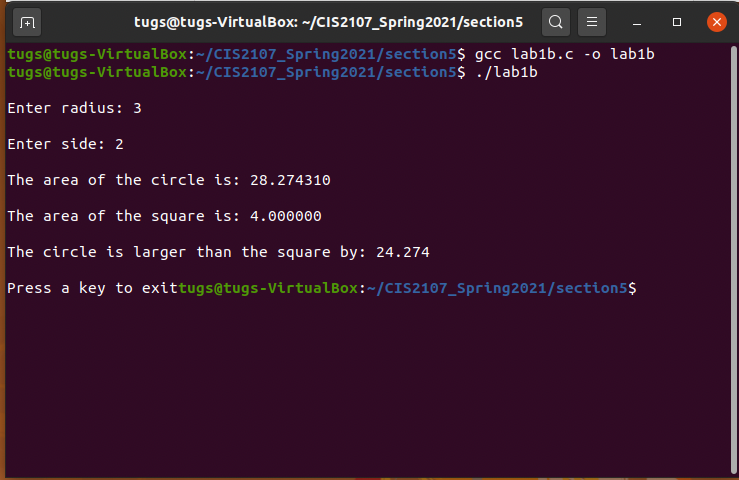 tugs@tugs-VirtualBox: ~/CIS2107_Spring2021/section5
tugs@tugs-VirtualBox:~/CIS2107_Spring2021/section5$ gcc lab1b.c -o lab1b
tugs@tugs-VirtualBox:~/CIS2107_Spring2021/section5$ ./lab1b
Enter radius: 3
Enter side: 2
The area of the circle is: 28.274310
The area of the square is: 4.000000
The circle is larger than the square by: 24.274
Press a key to exittugs@tugs-VirtualBox:~/CIS2107_Spring2021/section5$